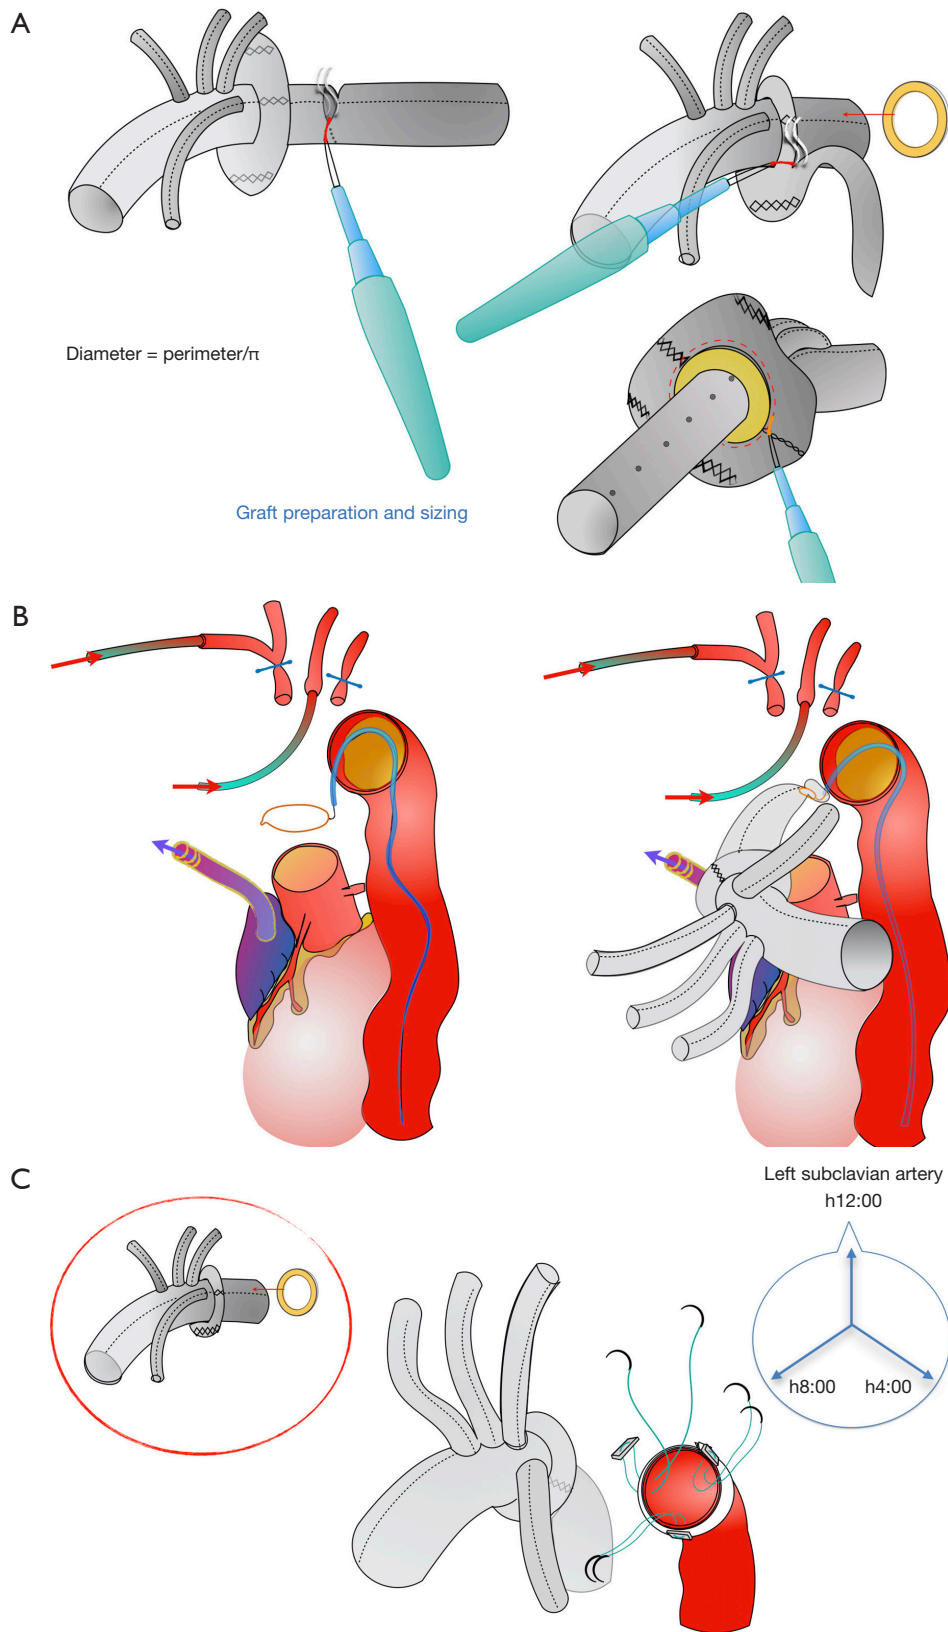 A
Diameter = perimeter/π
Graft preparation and sizing
B
C
Left subclavian artery
h12:00
h8:00
h4:00